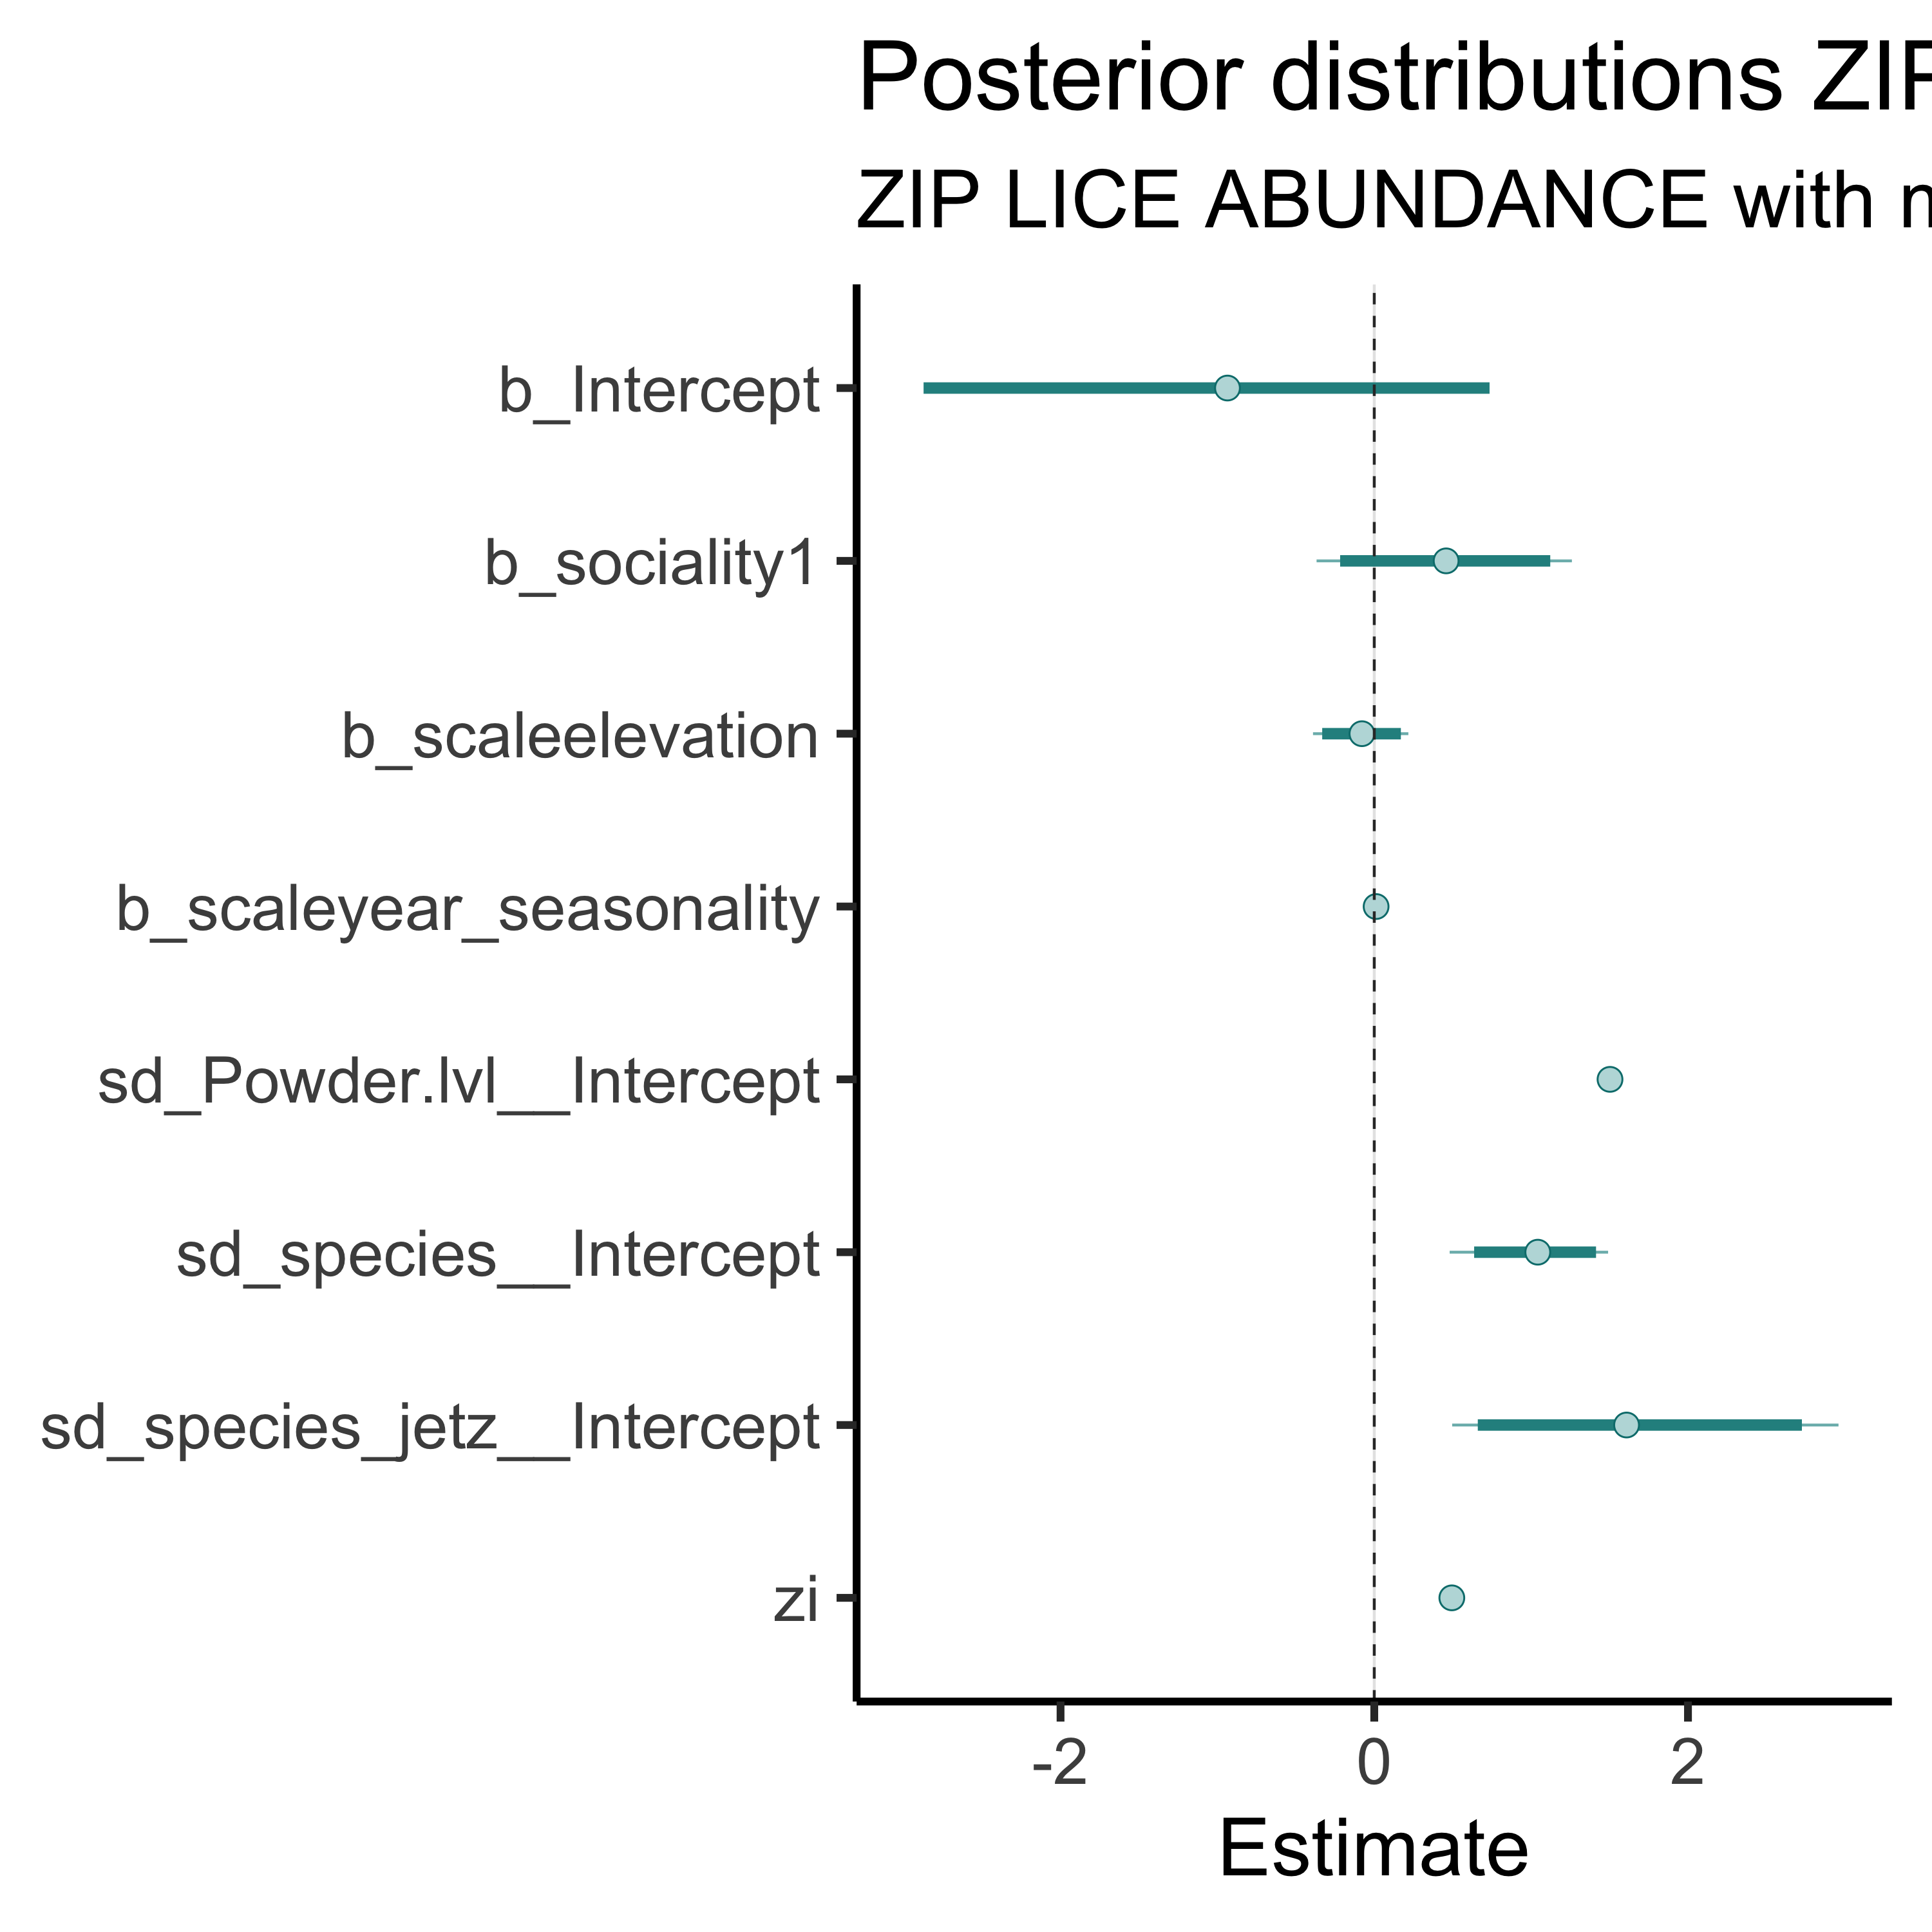 Posterior distributions ZIP
ZIP LICE ABUNDANCE with
b_Intercept
b_sociality1
b_scaleelevation
b_scaleyear_seasonality
sd_Powder.lvl__Intercept
sd_species__Intercept
sd_species_jetz__Intercept
zi
-2 0 2
Estimate